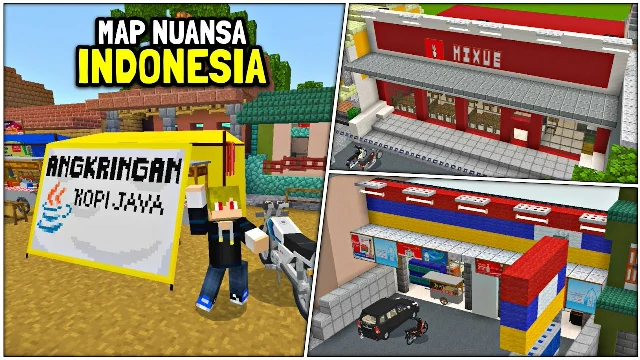 MAP NUANSA
INDONESIA
ANGKRINGAN
KOPI JAVA
MIXUE